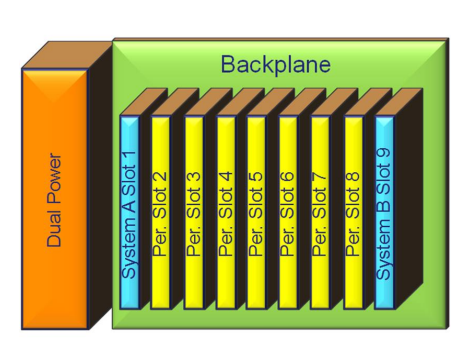 Backplane
Dual Power
System A Slot 1
Per. Slot 2
Per. Slot 3
Per. Slot 4
Per. Slot 5
Per. Slot 6
Per. Slot 7
Per. Slot 8
System B Slot 9